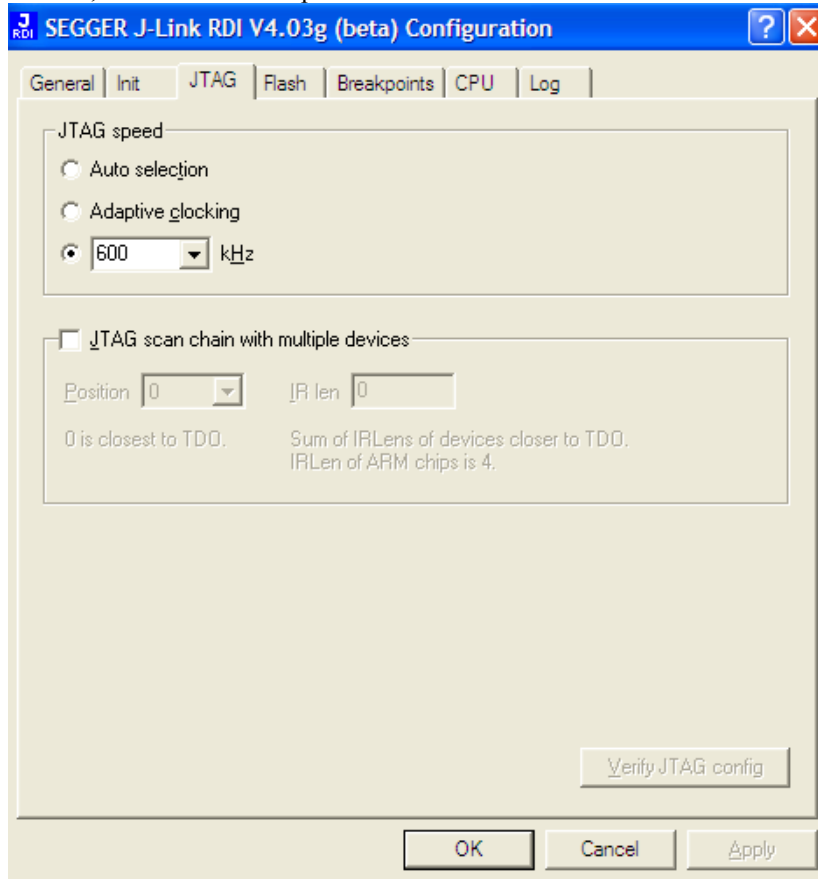 J
RDI SEGGER J-Link RDI V4.03g (beta) Configuration
General Init JTAG Flash Breakpoints CPU Log
JTAG speed
Auto selection
Adaptive clocking
600 kHz
JTAG scan chain with multiple devices
Position 0 IR len 0
0 is closest to TDO. Sum of IRLens of devices closer to TDO.
IRLen of ARM chips is 4.
Verify JTAG config
OK Cancel Apply